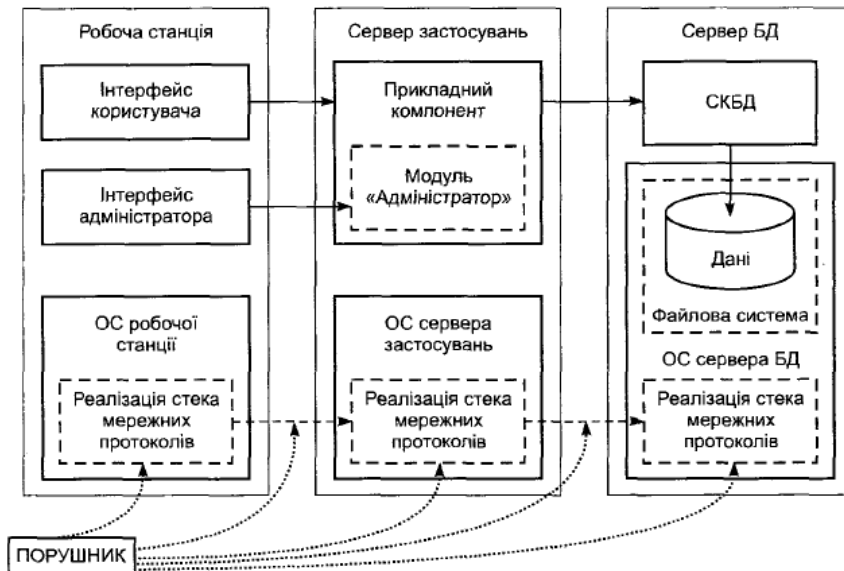 Робоча станція
Інтерфейс
користувача
Інтерфейс
адміністратора
ОС робочої
станції
Реалізація стека
мережних
протоколів
Сервер застосувань
Прикладний
компонент
Модуль
«Адміністратор»
ОС сервера
застосувань
Реалізація стека
мережних
протоколів
Сервер БД
СКБД
Дані
Файлова система
ОС сервера БД
Реалізація стека
мережних
протоколів
ПОРУШНИК